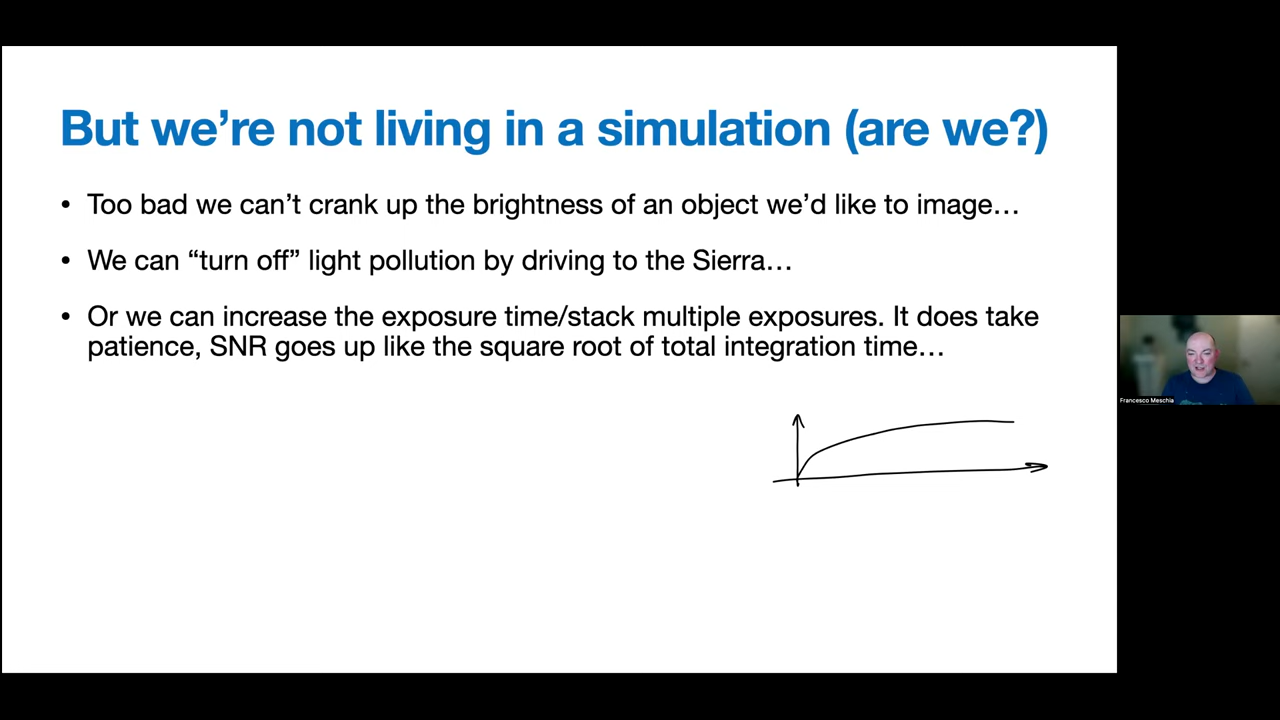 But we’re not living in a simulation (are we?)
• Too bad we can’t crank up the brightness of an object we’d like to image…
• We can “turn off” light pollution by driving to the Sierra…
• Or we can increase the exposure time/stack multiple exposures. It does take
patience, SNR goes up like the square root of total integration time…
Francesco Meschia